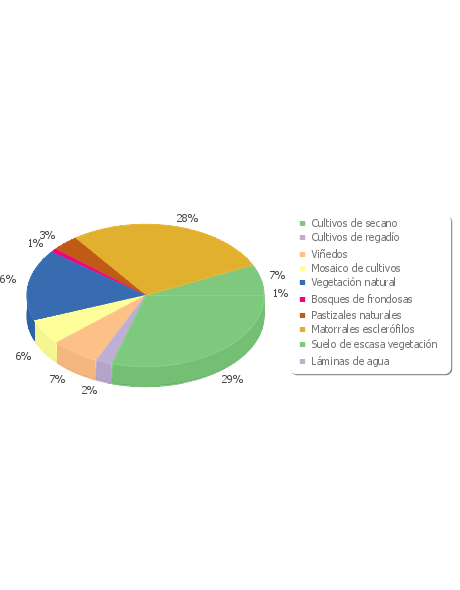 28%
3%
1%
6%
7%
1%
6%
7%
2%
29%
Cultivos de secano
Cultivos de regadío
Viñedos
Mosaico de cultivos
Vegetación natural
Bosques de frondosas
Pastizales naturales
Matorrales esclerófilos
Suelo de escasa vegetación
Láminas de agua